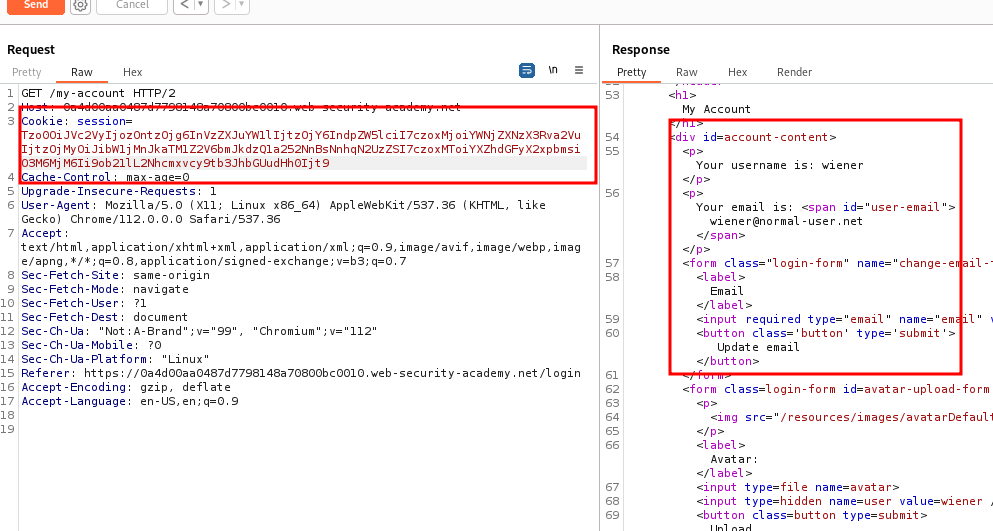 Send
Cancel
<
>
Request
Response
Pretty
Raw
Hex
\n
Pretty
Raw
Hex
Render
1 GET /my-account HTTP/2
2 Host: 0a4d00aa0487d7798148a70800bc0010.web-security-academy.net
3 Cookie: session=
Tzo0OiJVc2VyIjozOntzOjg6InVzZXJuYW1lIjtzOjY6IndpZW5lciI7czoxMjoiYWNjZXNzX3Rva2Vu
4 Cache-Control: max-age=0
5 Upgrade-Insecure-Requests: 1
6 User-Agent: Mozilla/5.0 (X11; Linux x86_64) AppleWebKit/537.36 (KHTML, like
Gecko) Chrome/112.0.0.0 Safari/537.36
7 Accept:
text/html,application/xhtml+xml,application/xml;q=0.9,image/avif,image/webp,imag
e/apng,*/*;q=0.8,application/signed-exchange;v=b3;q=0.7
8 Sec-Fetch-Site: same-origin
9 Sec-Fetch-Mode: navigate
10 Sec-Fetch-User: ?1
11 Sec-Fetch-Dest: document
12 Sec-Ch-Ua: "Not:A-Brand";v="99", "Chromium";v="112"
13 Sec-Ch-Ua-Mobile: ?0
14 Sec-Ch-Ua-Platform: "Linux"
15 Referer: https://0a4d00aa0487d7798148a70800bc0010.web-security-academy.net/login
16 Accept-Encoding: gzip, deflate
17 Accept-Language: en-US,en;q=0.9
18
19
53 <h1>
My Account
</h1>
54 <div id=account-content>
55 <p>
Your username is: wiener
</p>
56 <p>
Your email is: <span id="user-email">
wiener@normal-user.net
</span>
</p>
57 <form class="login-form" name="change-email-
58 <label>
Email
</label>
59 <input required type="email" name="email" v
60 <button class='button' type='submit'>
Update email
</button>
61 </form>
62 <form class=login-form id=avatar-upload-form
63 <p>
64 <img src="/resources/images/avatarDefault
65 </p>
66 <label>
Avatar:
</label>
67 <input type=file name=avatar>
68 <input type=hidden name=user value=wiener /
69 <button class=button type=submit>
Upload